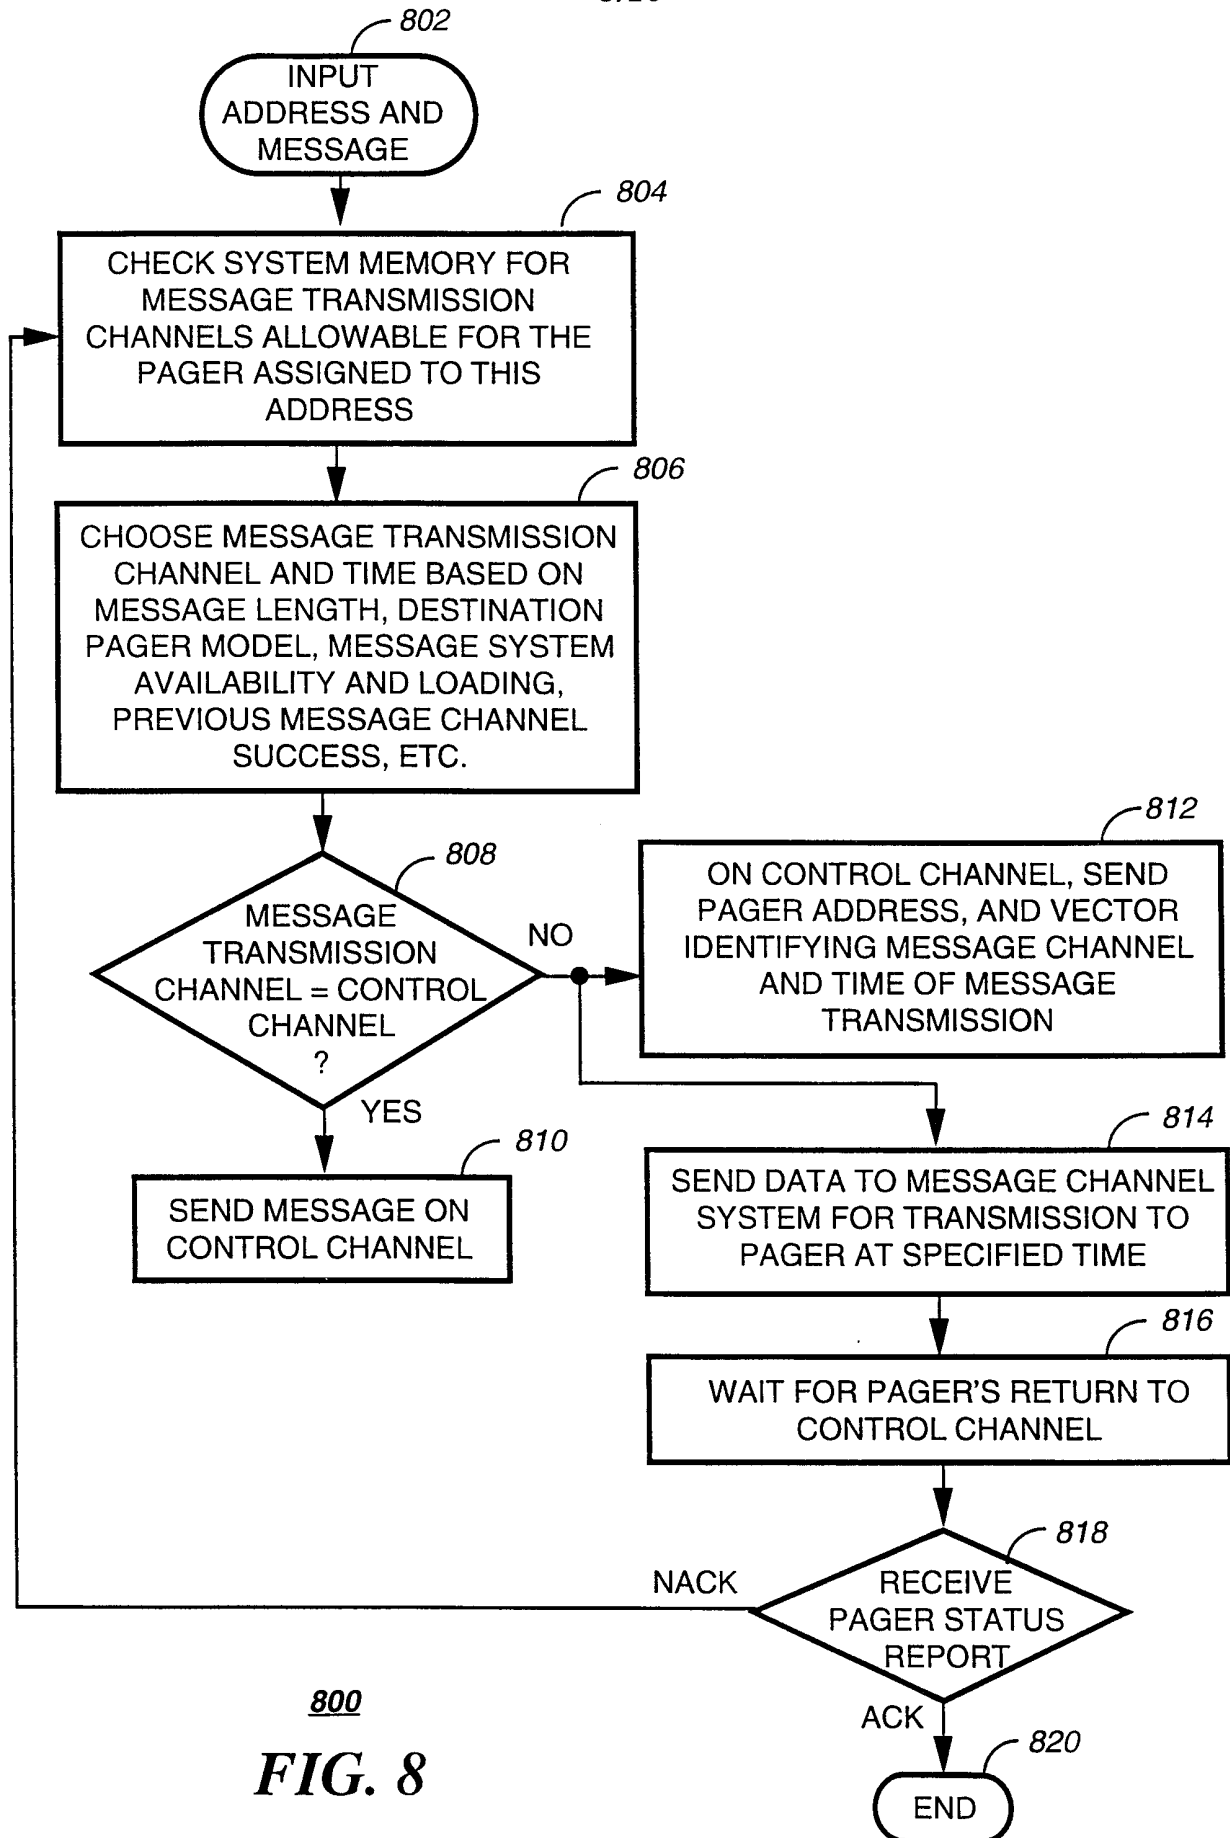 802
INPUT
ADDRESS AND
MESSAGE
804
CHECK SYSTEM MEMORY FOR
MESSAGE TRANSMISSION
CHANNELS ALLOWABLE FOR THE
PAGER ASSIGNED TO THIS
ADDRESS
806
CHOOSE MESSAGE TRANSMISSION
CHANNEL AND TIME BASED ON
MESSAGE LENGTH, DESTINATION
PAGER MODEL, MESSAGE SYSTEM
AVAILABILITY AND LOADING,
PREVIOUS MESSAGE CHANNEL
SUCCESS, ETC.
808
MESSAGE
TRANSMISSION
CHANNEL = CONTROL
CHANNEL
?
NO
YES
812
ON CONTROL CHANNEL, SEND
PAGER ADDRESS, AND VECTOR
IDENTIFYING MESSAGE CHANNEL
AND TIME OF MESSAGE
TRANSMISSION
810
SEND MESSAGE ON
CONTROL CHANNEL
814
SEND DATA TO MESSAGE CHANNEL
SYSTEM FOR TRANSMISSION TO
PAGER AT SPECIFIED TIME
816
WAIT FOR PAGER'S RETURN TO
CONTROL CHANNEL
818
RECEIVE
PAGER STATUS
REPORT
NACK
ACK
820
END
800
FIG. 8